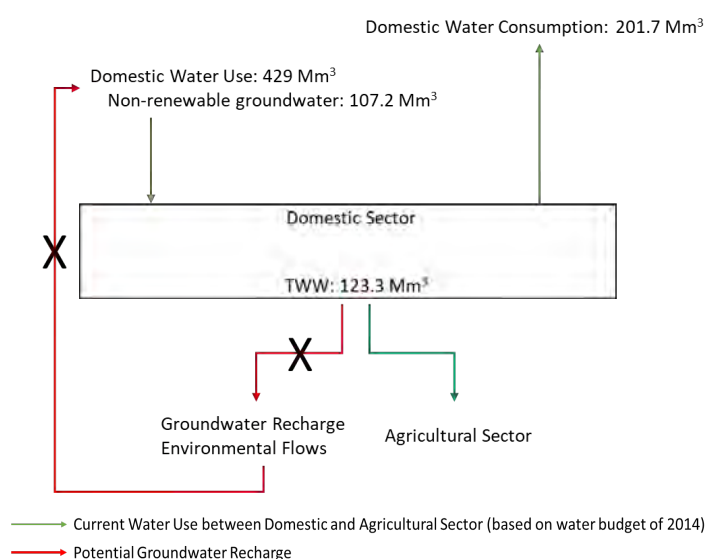 Domestic Water Consumption: 201.7 Mm³
Domestic Water Use: 429 Mm³
Non-renewable groundwater: 107.2 Mm³
Domestic Sector
X
TWW: 123.3 Mm³
X
Groundwater Recharge
Environmental Flows
Agricultural Sector
Current Water Use between Domestic and Agricultural Sector (based on water budget of 2014)
Potential Groundwater Recharge